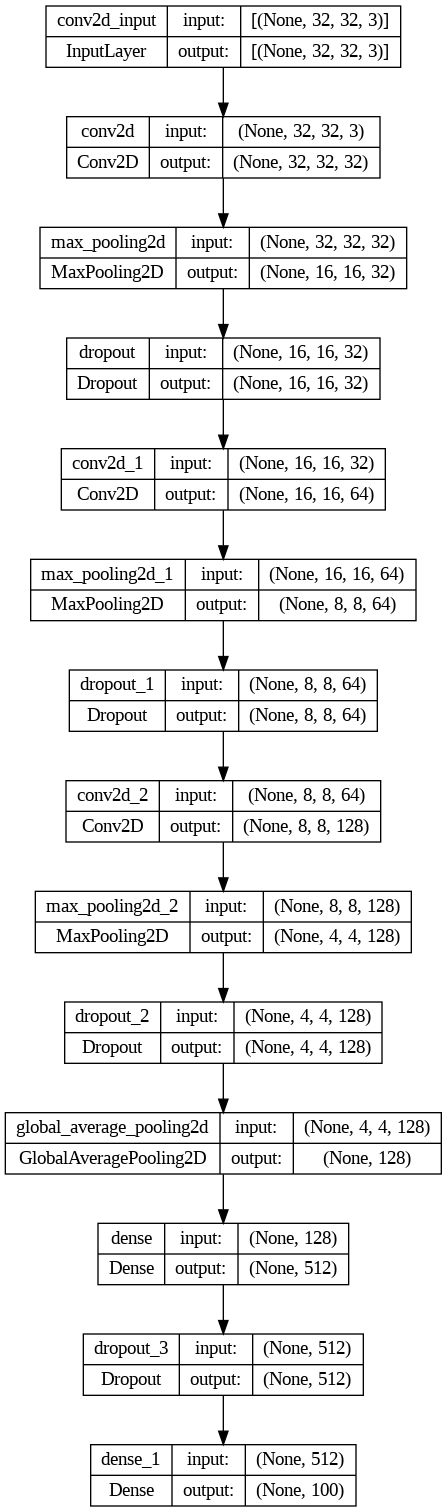 conv2d_input input: [(None, 32, 32, 3)]
InputLayer output: [(None, 32, 32, 3)]
conv2d input: (None, 32, 32, 3)
Conv2D output: (None, 32, 32, 32)
max_pooling2d input: (None, 32, 32, 32)
MaxPooling2D output: (None, 16, 16, 32)
dropout input: (None, 16, 16, 32)
Dropout output: (None, 16, 16, 32)
conv2d_1 input: (None, 16, 16, 32)
Conv2D output: (None, 16, 16, 64)
max_pooling2d_1 input: (None, 16, 16, 64)
MaxPooling2D output: (None, 8, 8, 64)
dropout_1 input: (None, 8, 8, 64)
Dropout output: (None, 8, 8, 64)
conv2d_2 input: (None, 8, 8, 64)
Conv2D output: (None, 8, 8, 128)
max_pooling2d_2 input: (None, 8, 8, 128)
MaxPooling2D output: (None, 4, 4, 128)
dropout_2 input: (None, 4, 4, 128)
Dropout output: (None, 4, 4, 128)
global_average_pooling2d input: (None, 4, 4, 128)
GlobalAveragePooling2D output: (None, 128)
dense input: (None, 128)
Dense output: (None, 512)
dropout_3 input: (None, 512)
Dropout output: (None, 512)
dense_1 input: (None, 512)
Dense output: (None, 100)